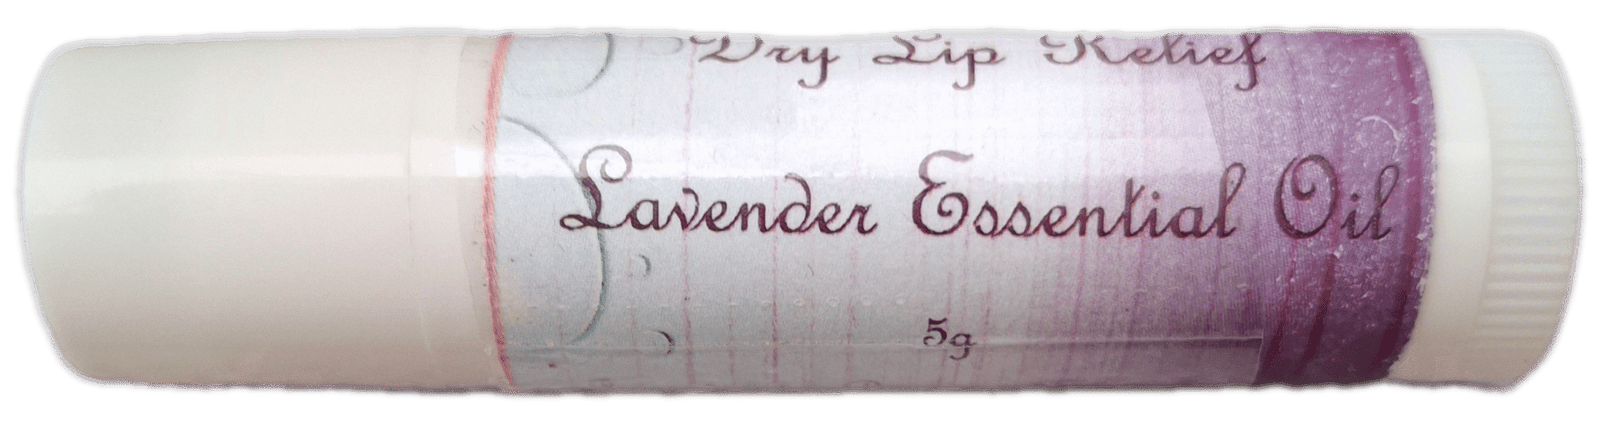 Dry Lip Relief
Lavender Essential Oil
5g